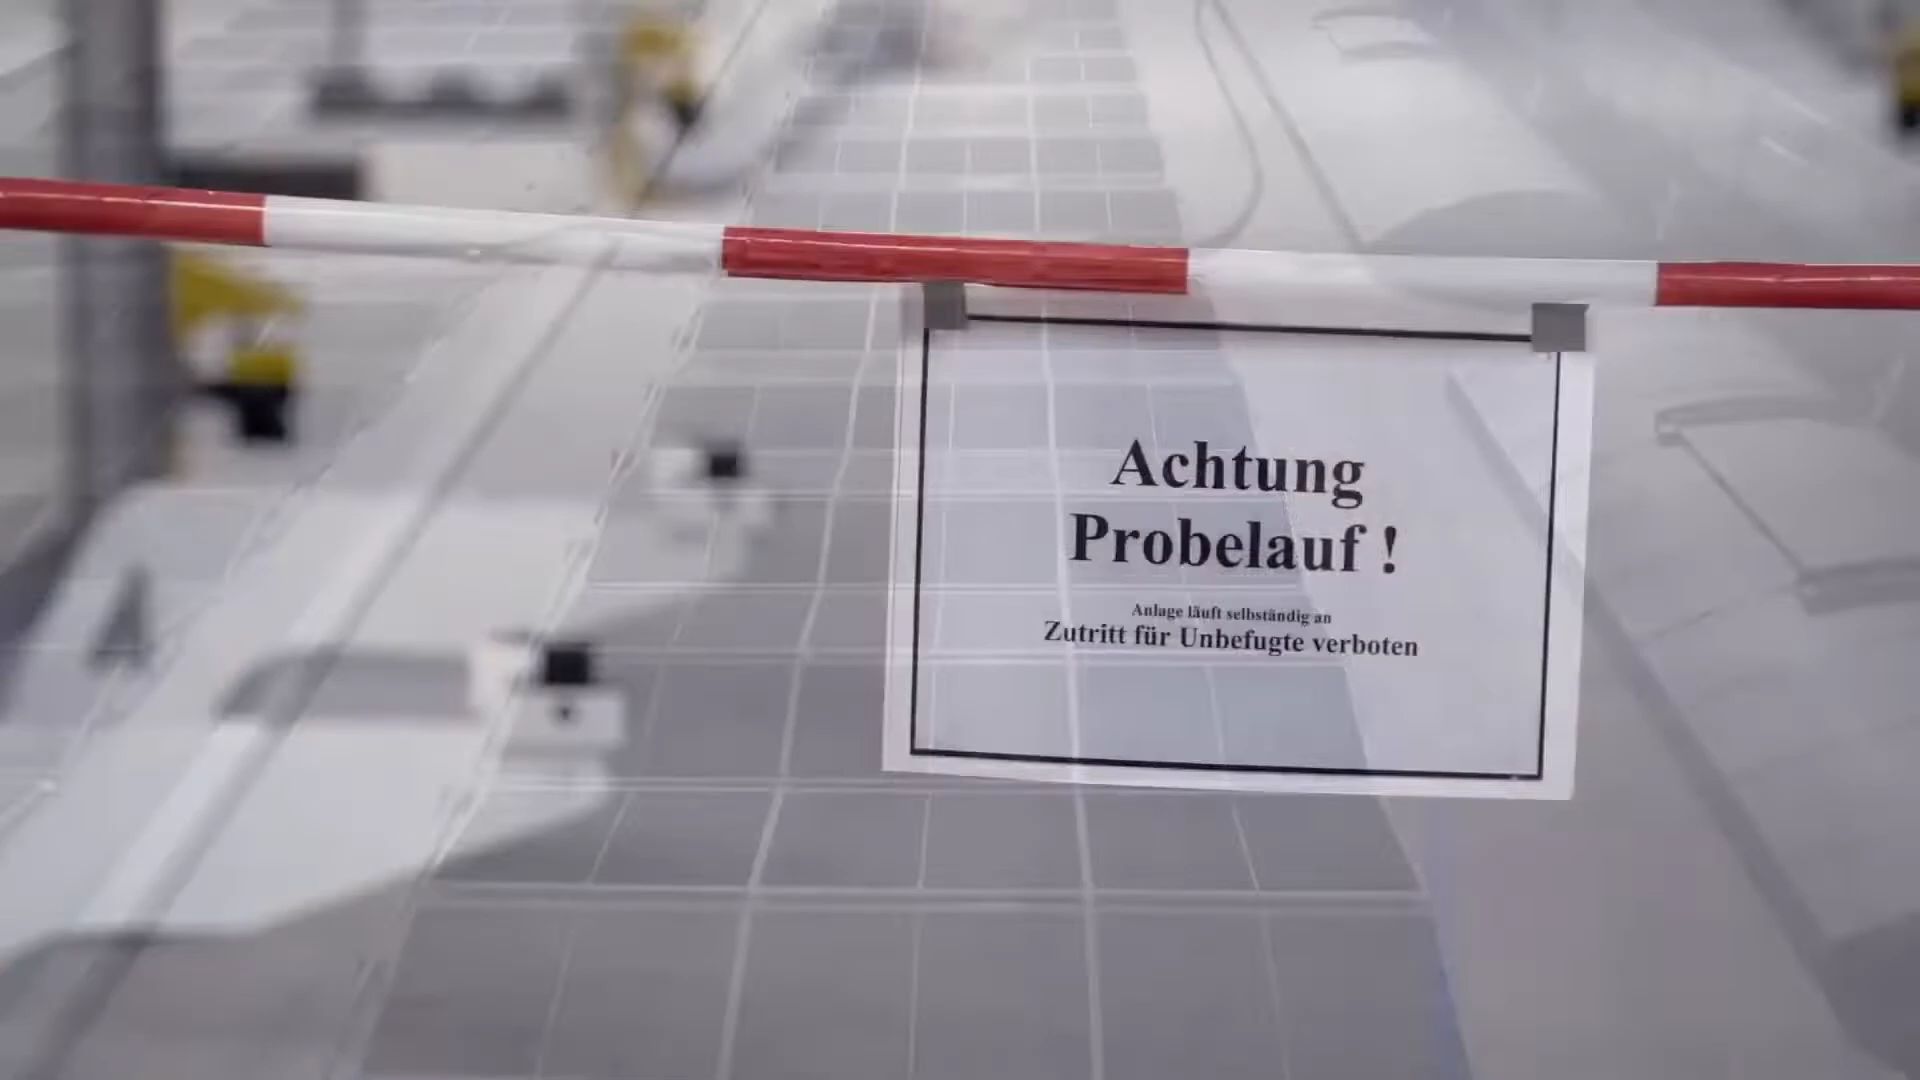 Achtung
Probelauf !
Anlage läuft selbständig an
Zutritt für Unbefugte verboten